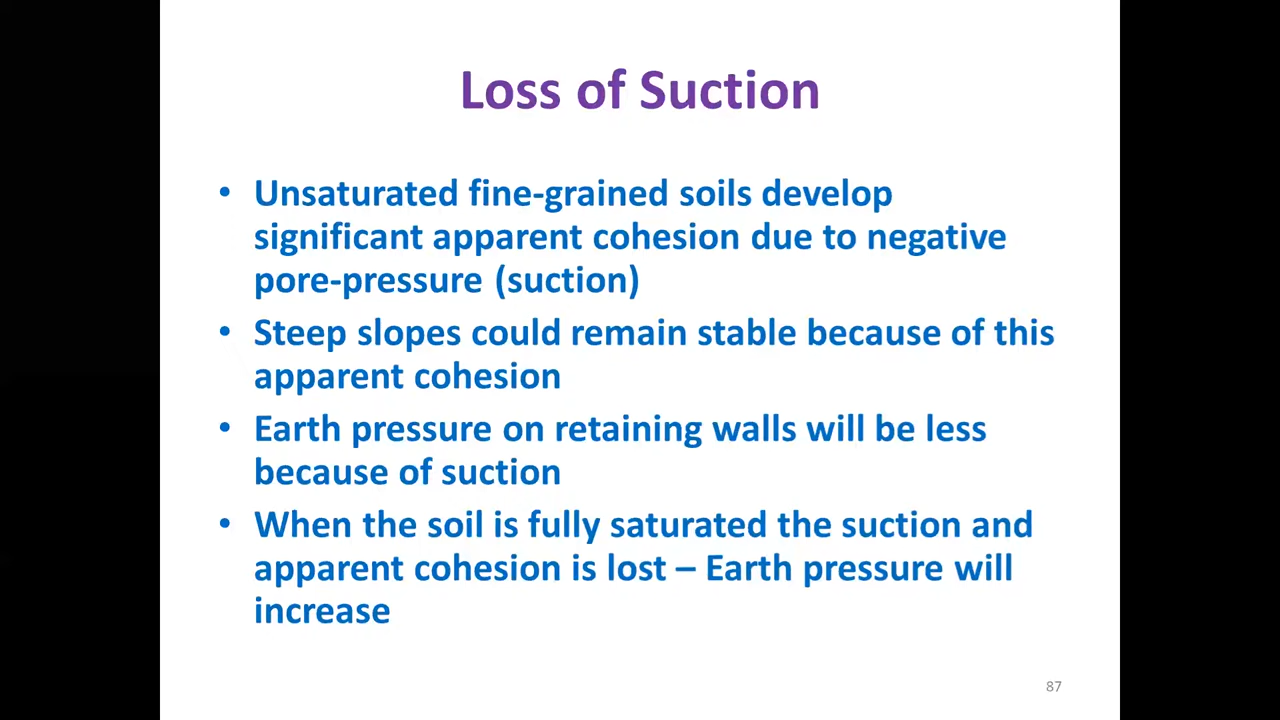 Loss of Suction
• Unsaturated fine-grained soils develop
significant apparent cohesion due to negative
pore-pressure (suction)
• Steep slopes could remain stable because of this
apparent cohesion
• Earth pressure on retaining walls will be less
because of suction
• When the soil is fully saturated the suction and
apparent cohesion is lost – Earth pressure will
increase
87